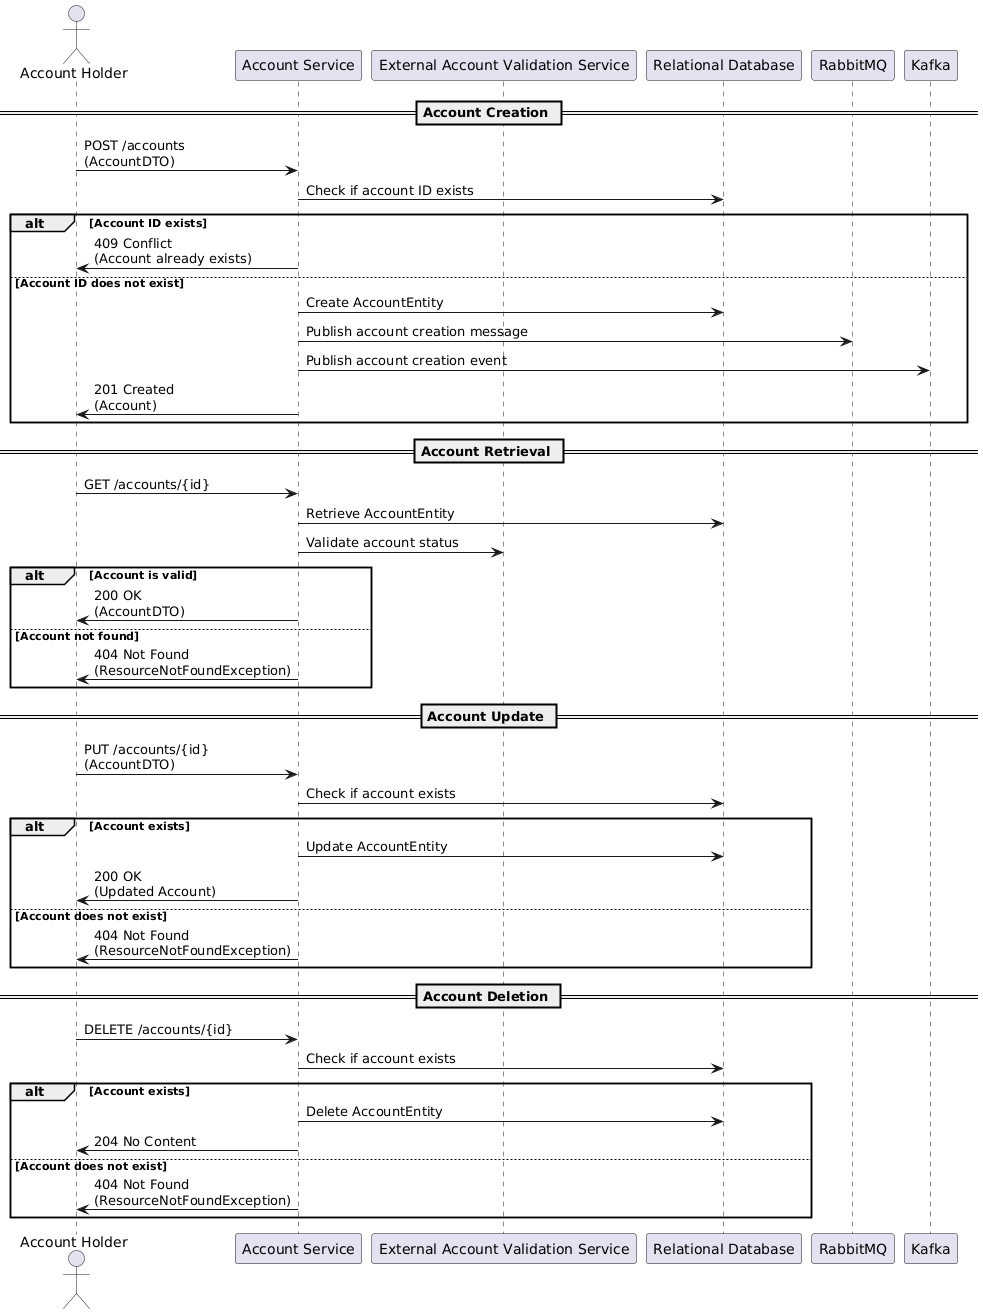 Account Holder
Account Service
External Account Validation Service
Relational Database
RabbitMQ
Kafka
Account Creation
POST /accounts
(AccountDTO)
Check if account ID exists
alt
[Account ID exists]
409 Conflict
(Account already exists)
[Account ID does not exist]
Create AccountEntity
Publish account creation message
Publish account creation event
201 Created
(Account)
Account Retrieval
GET /accounts/{id}
Retrieve AccountEntity
Validate account status
alt
[Account is valid]
200 OK
(AccountDTO)
[Account not found]
404 Not Found
(ResourceNotFoundException)
Account Update
PUT /accounts/{id}
(AccountDTO)
Check if account exists
alt
[Account exists]
Update AccountEntity
200 OK
(Updated Account)
[Account does not exist]
404 Not Found
(ResourceNotFoundException)
Account Deletion
DELETE /accounts/{id}
Check if account exists
alt
[Account exists]
Delete AccountEntity
204 No Content
[Account does not exist]
404 Not Found
(ResourceNotFoundException)
Account Holder
Account Service
External Account Validation Service
Relational Database
RabbitMQ
Kafka